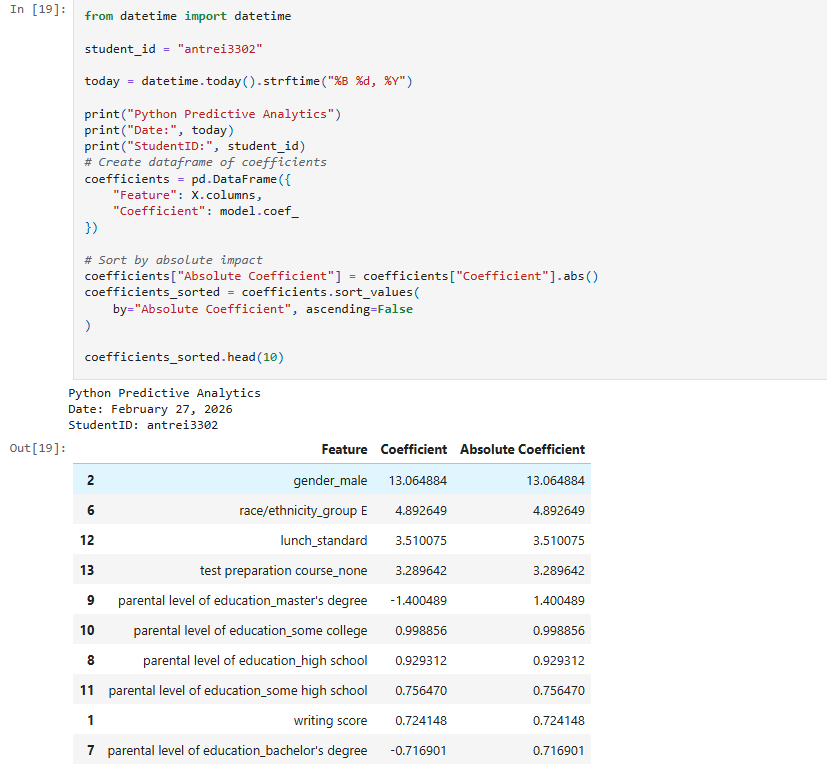 In [19]:
from datetime import datetime
student_id = "antrei3302"
today = datetime.today().strftime("%B %d, %Y")
print("Python Predictive Analytics")
print("Date:", today)
print("StudentID:", student_id)
# Create dataframe of coefficients
coefficients = pd.DataFrame({
    "Feature": X.columns,
    "Coefficient": model.coef_
})
# Sort by absolute impact
coefficients["Absolute Coefficient"] = coefficients["Coefficient"].abs()
coefficients_sorted = coefficients.sort_values(
    by="Absolute Coefficient", ascending=False
)
coefficients_sorted.head(10)
Python Predictive Analytics
Date: February 27, 2026
StudentID: antrei3302
Out[19]:
Feature Coefficient Absolute Coefficient
2 gender_male 13.064884 13.064884
6 race/ethnicity_group E 4.892649 4.892649
12 lunch_standard 3.510075 3.510075
13 test preparation course_none 3.289642 3.289642
9 parental level of education_master's degree -1.400489 1.400489
10 parental level of education_some college 0.998856 0.998856
8 parental level of education_high school 0.929312 0.929312
11 parental level of education_some high school 0.756470 0.756470
1 writing score 0.724148 0.724148
7 parental level of education_bachelor's degree -0.716901 0.716901